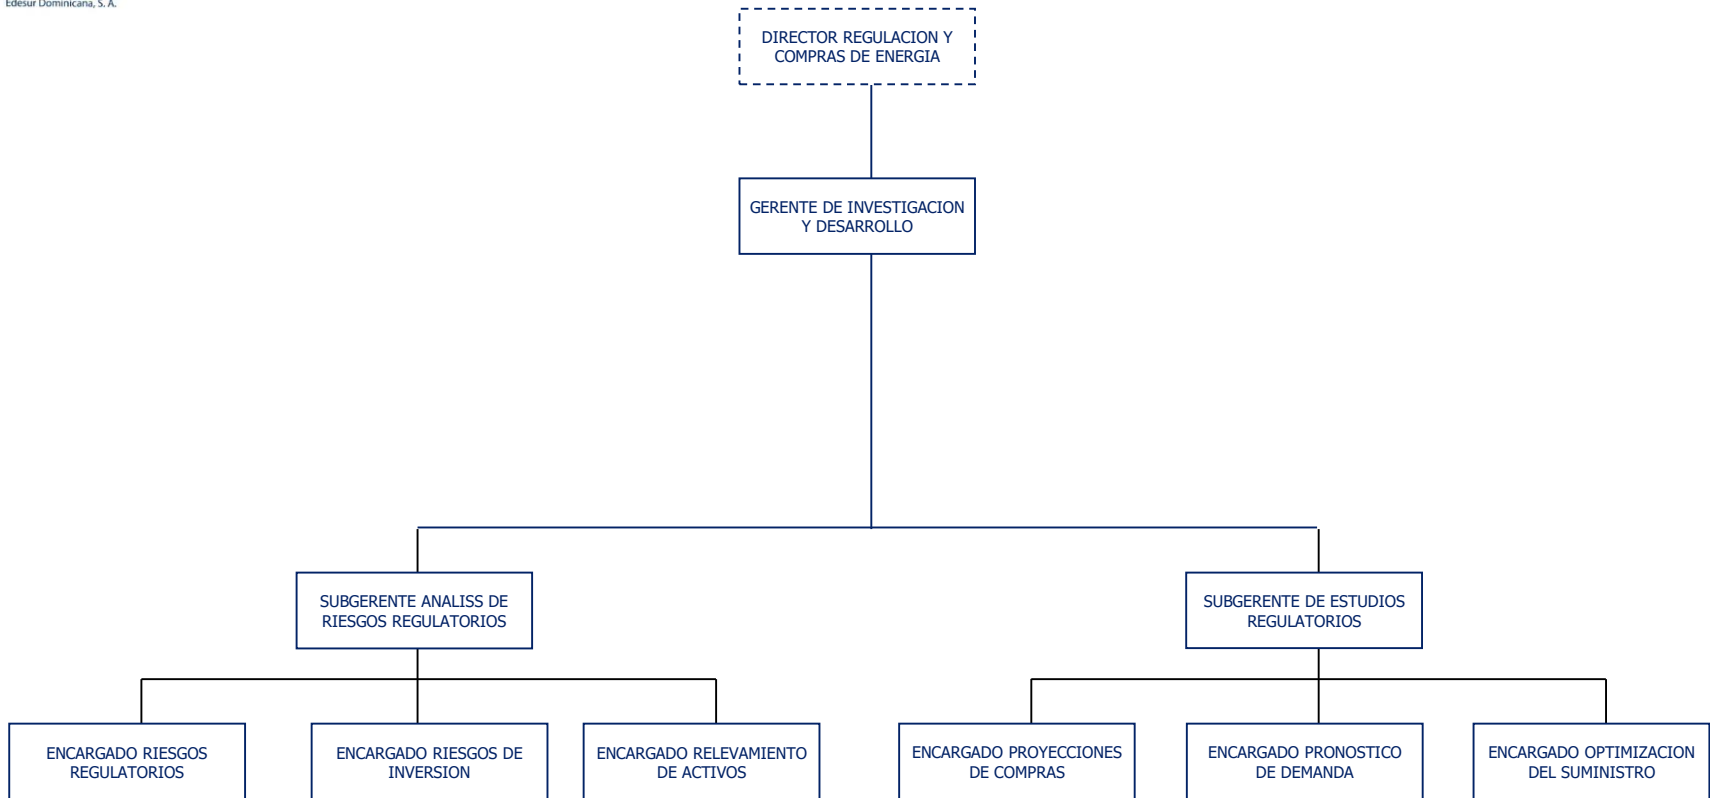 Edesur Dominicana, S. A.
DIRECTOR REGULACION Y
COMPRAS DE ENERGIA
GERENTE DE INVESTIGACION
Y DESARROLLO
SUBGERENTE ANALISS DE
RIESGOS REGULATORIOS
SUBGERENTE DE ESTUDIOS
REGULATORIOS
ENCARGADO RIESGOS
REGULATORIOS
ENCARGADO RIESGOS DE
INVERSION
ENCARGADO RELEVAMIENTO
DE ACTIVOS
ENCARGADO PROYECCIONES
DE COMPRAS
ENCARGADO PRONOSTICO
DE DEMANDA
ENCARGADO OPTIMIZACION
DEL SUMINISTRO